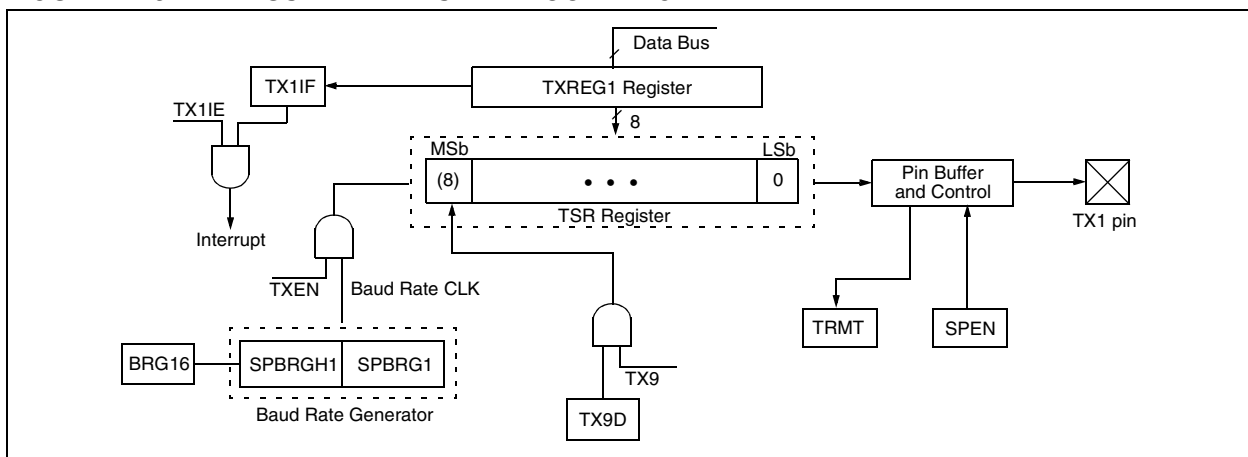 Data Bus
TX1IF
TXREG1 Register
TX1IE
8
MSb
LSb
(8)
• • •
0
Pin Buffer
and Control
TSR Register
TX1 pin
Interrupt
TXEN
Baud Rate CLK
TRMT
SPEN
BRG16
SPBRGH1
SPBRG1
TX9
Baud Rate Generator
TX9D